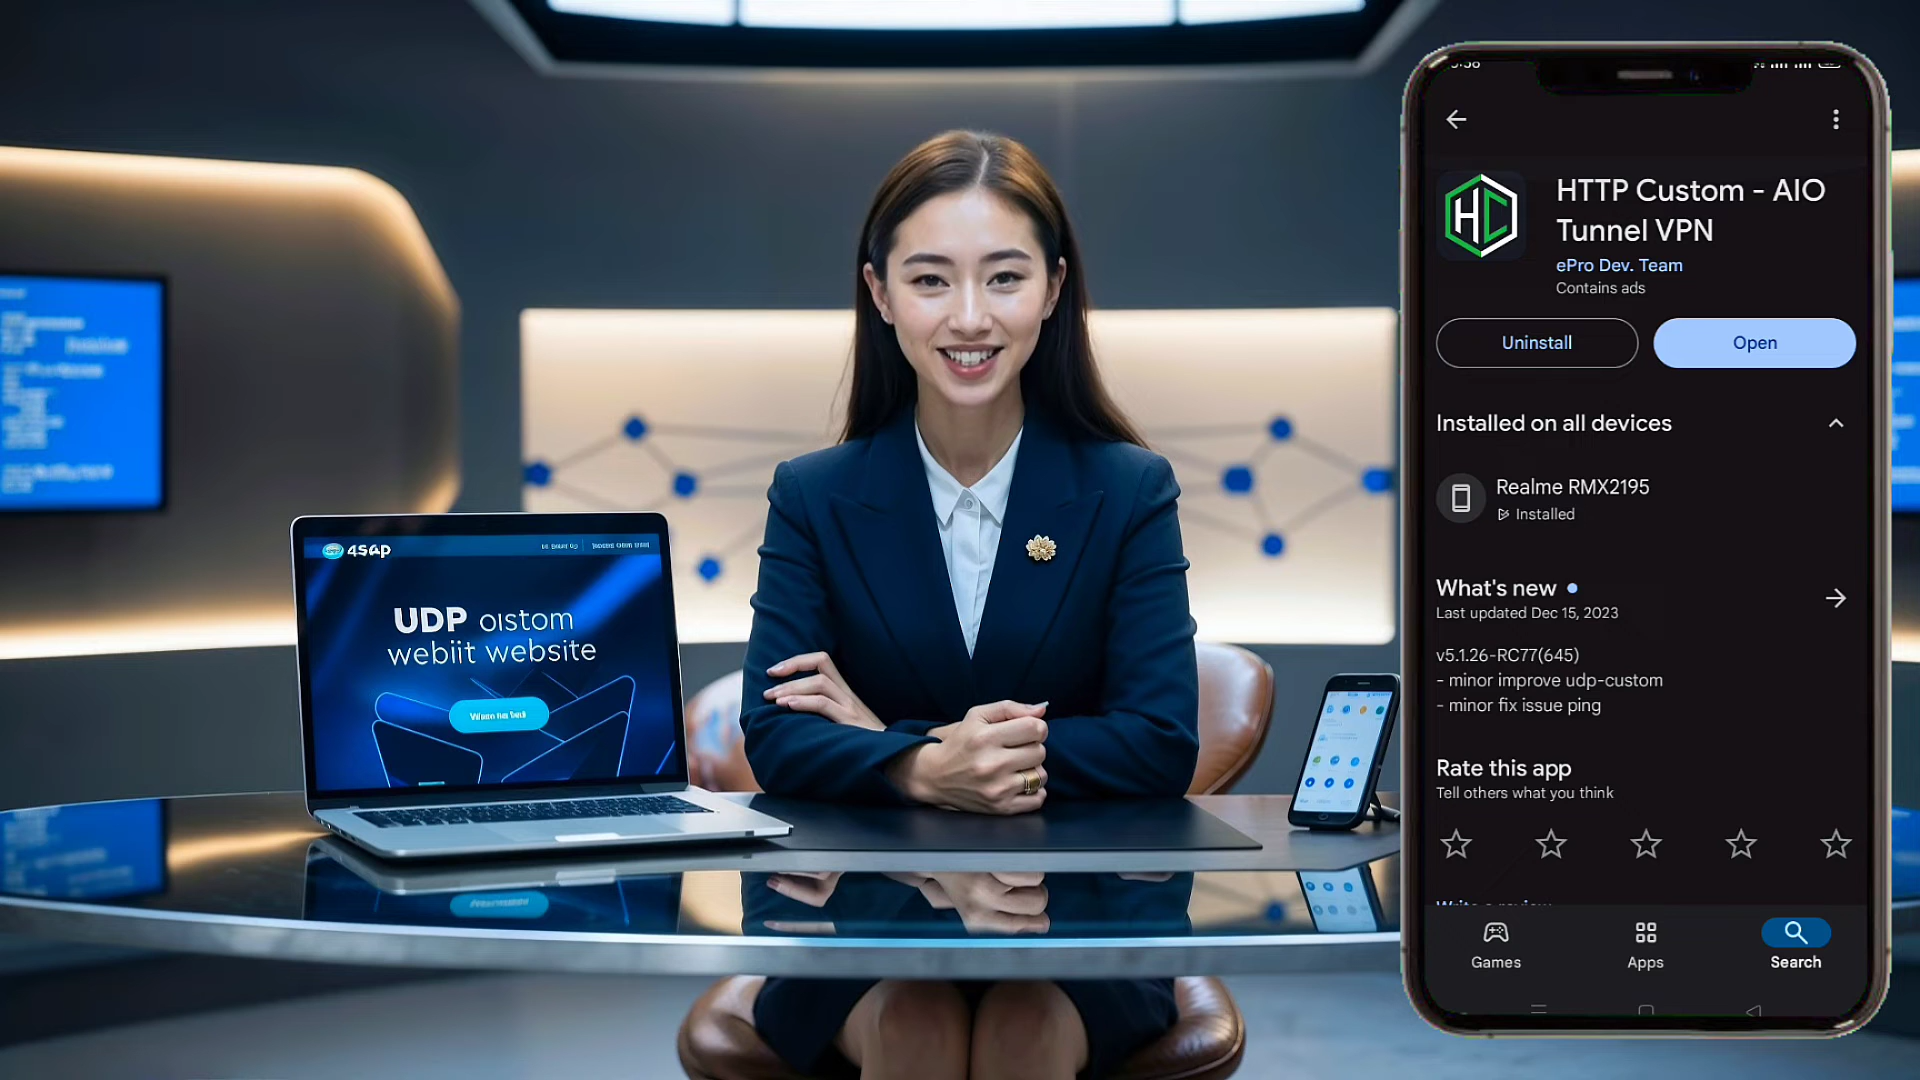 4SGp
UDP oıstom
webiit website
HC
HTTP Custom - AIO
Tunnel VPN
ePro Dev. Team
Contains ads
Uninstall
Open
Installed on all devices
Realme RMX2195
Installed
What's new
Last updated Dec 15, 2023
v5.1.26-RC77(645)
- minor improve udp-custom
- minor fix issue ping
Rate this app
Tell others what you think
Games
Apps
Search